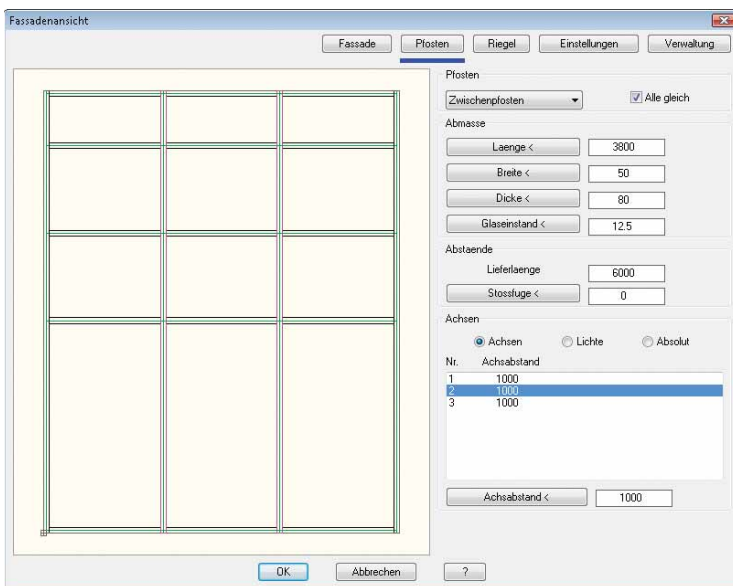 Fassadenansicht
Fassade Pfosten Riegel Einstellungen Verwaltung
Pfosten
Zwischenpfosten Alle gleich
Abmasse
Laenge < 3800
Breite < 50
Dicke < 80
Glaseinstand < 12.5
Abstaende
Lieferlaenge 6000
Stossfuge < 0
Achsen
Achsen Lichte Absolut
Nr. Achsabstand
1 1000
2 1000
3 1000
Achsabstand < 1000
OK Abbrechen ?